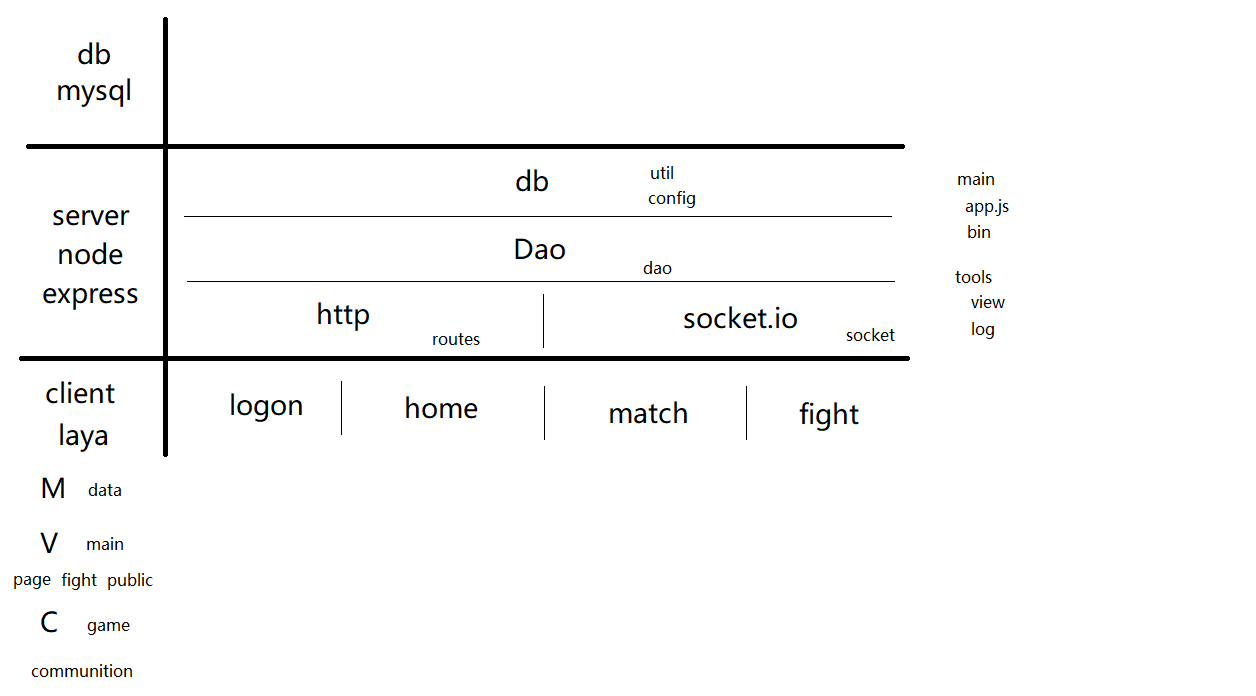 db
mysql
server
node
express
db
util
config
Dao
dao
http
routes
socket.io
socket
main
app.js
bin
tools
view
log
client
laya
logon
home
match
fight
M data
V main
page fight public
C game
communition